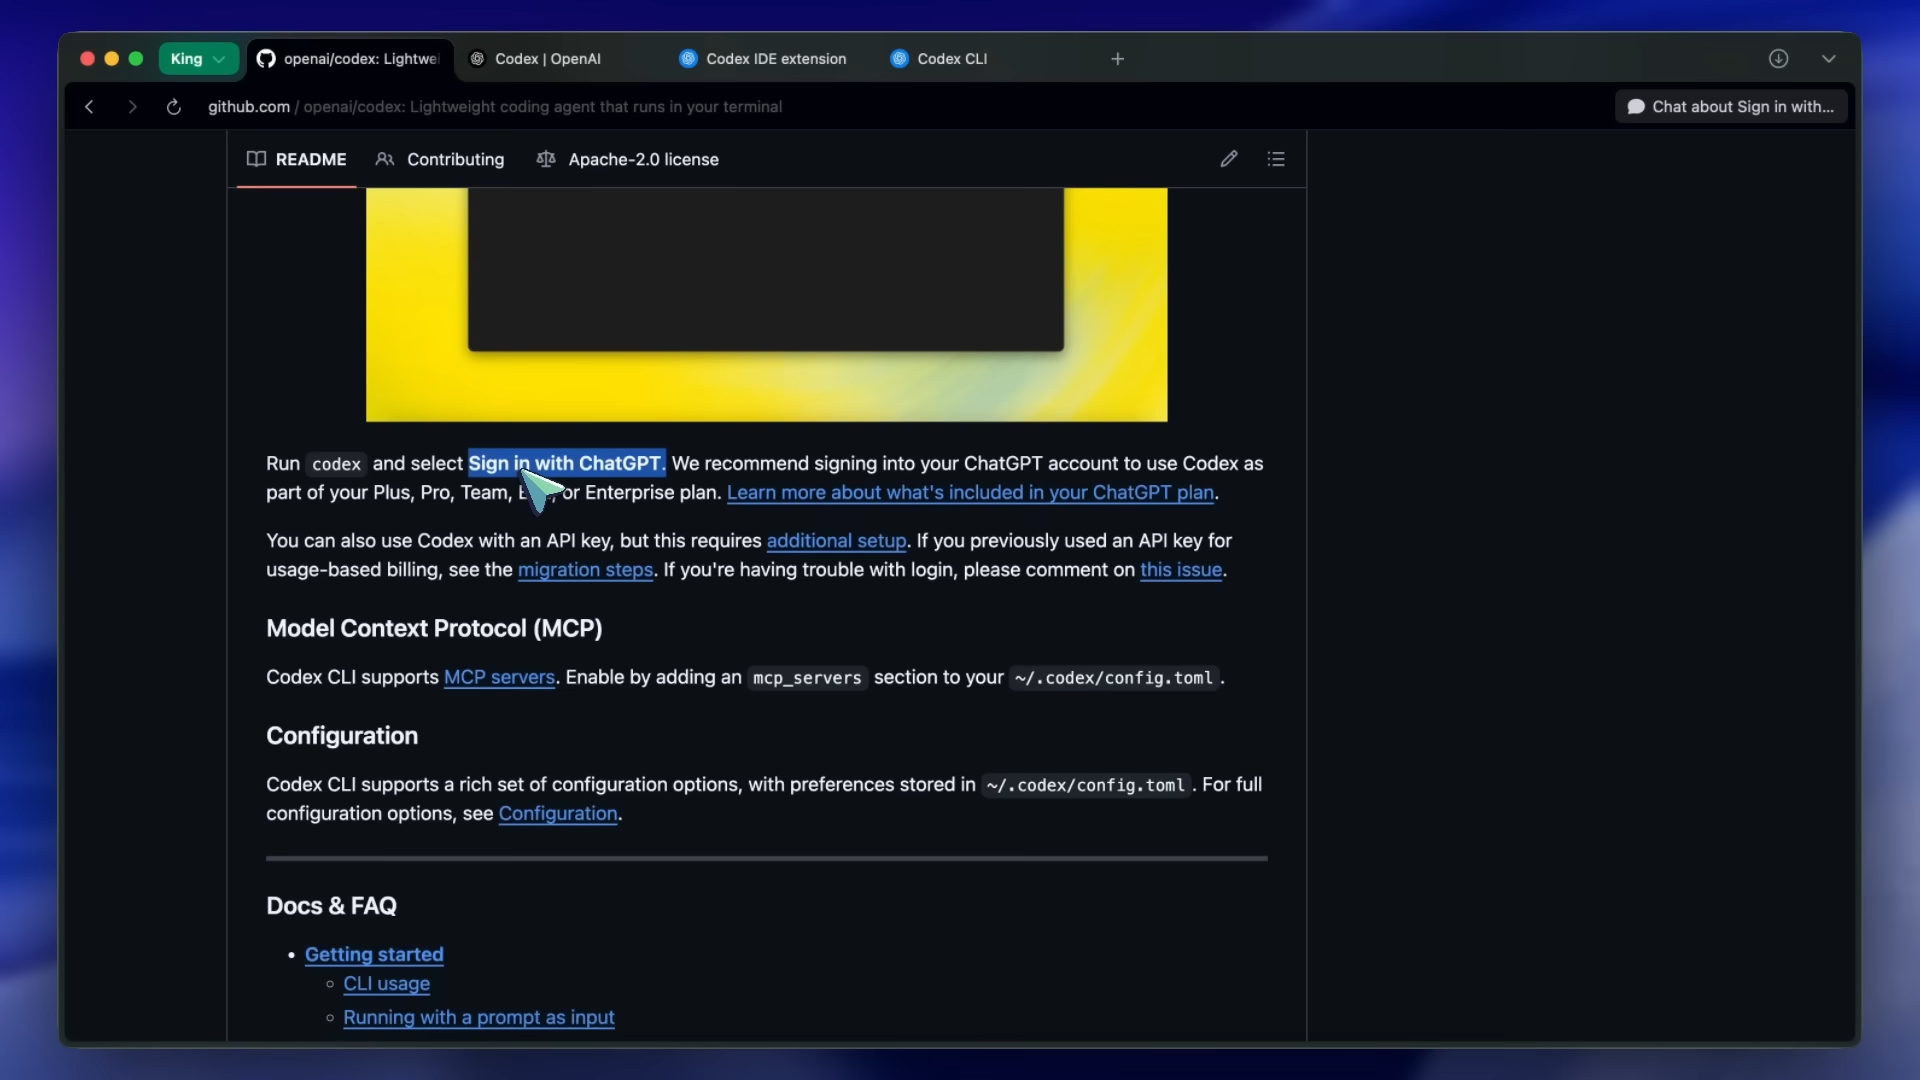 King
openai/codex: Lightwei
Codex | OpenAI
Codex IDE extension
Codex CLI
github.com / openai/codex: Lightweight coding agent that runs in your terminal
Chat about Sign in with...
README
Contributing
Apache-2.0 license
Run codex and select Sign in with ChatGPT. We recommend signing into your ChatGPT account to use Codex as
part of your Plus, Pro, Team, or Enterprise plan. Learn more about what's included in your ChatGPT plan.
You can also use Codex with an API key, but this requires additional setup. If you previously used an API key for
usage-based billing, see the migration steps. If you're having trouble with login, please comment on this issue.
Model Context Protocol (MCP)
Codex CLI supports MCP servers. Enable by adding an mcp_servers section to your ~/.codex/config.toml.
Configuration
Codex CLI supports a rich set of configuration options, with preferences stored in ~/.codex/config.toml. For full
configuration options, see Configuration.
Docs & FAQ
• Getting started
◦ CLI usage
◦ Running with a prompt as input